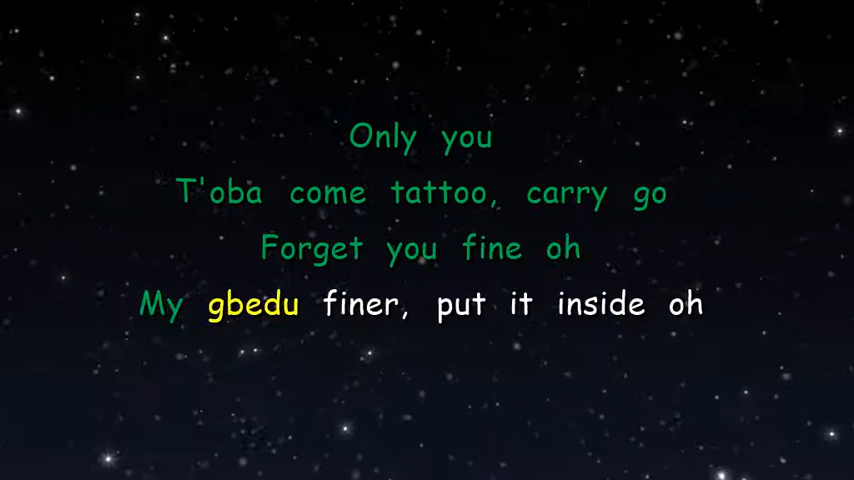 Only you
T'oba come tattoo, carry go
Forget you fine oh
My gbedu finer, put it inside oh